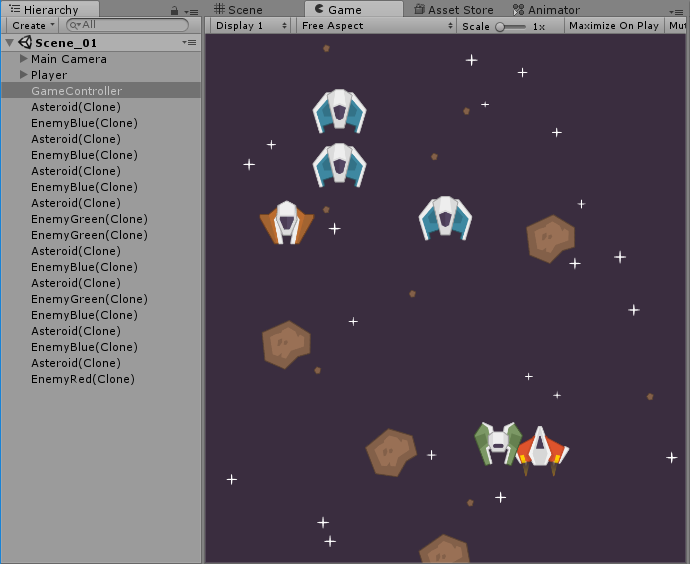 Hierarchy
Create All
Scene_01
Main Camera
Player
GameController
Asteroid(Clone)
EnemyBlue(Clone)
Asteroid(Clone)
EnemyBlue(Clone)
Asteroid(Clone)
EnemyBlue(Clone)
Asteroid(Clone)
EnemyGreen(Clone)
EnemyGreen(Clone)
Asteroid(Clone)
EnemyBlue(Clone)
Asteroid(Clone)
EnemyGreen(Clone)
EnemyBlue(Clone)
Asteroid(Clone)
EnemyBlue(Clone)
Asteroid(Clone)
EnemyRed(Clone)
Scene Game Asset Store Animator
Display 1 Free Aspect Scale 1x Maximize On Play Mut